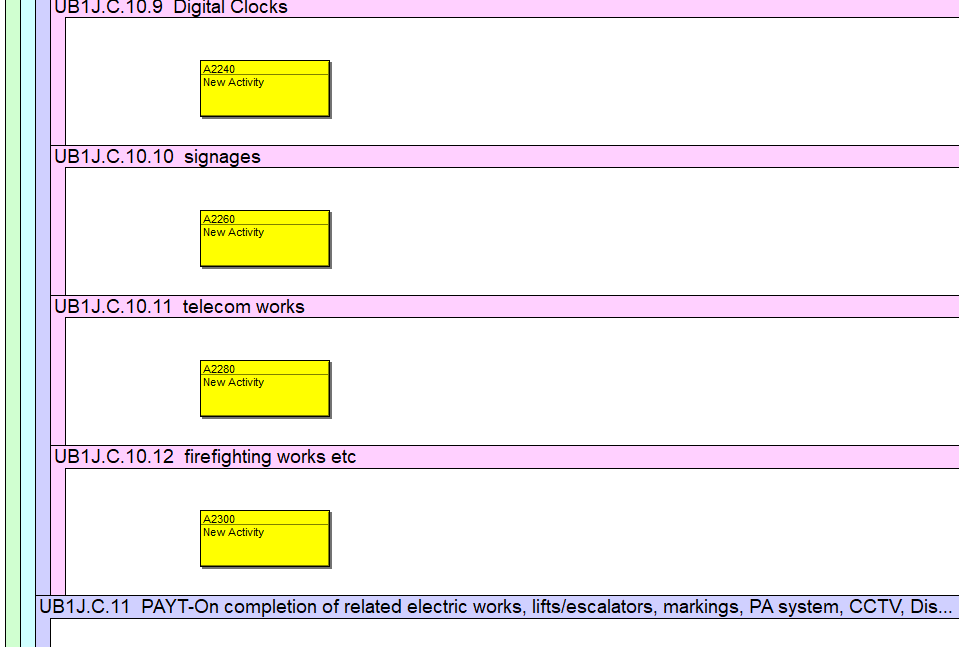 UB1J.C.10.9 Digital Clocks
A2240
New Activity
UB1J.C.10.10 signages
A2260
New Activity
UB1J.C.10.11 telecom works
A2280
New Activity
UB1J.C.10.12 firefighting works etc
A2300
New Activity
UB1J.C.11 PAYT-On completion of related electric works, lifts/escalators, markings, PA system, CCTV, Dis...